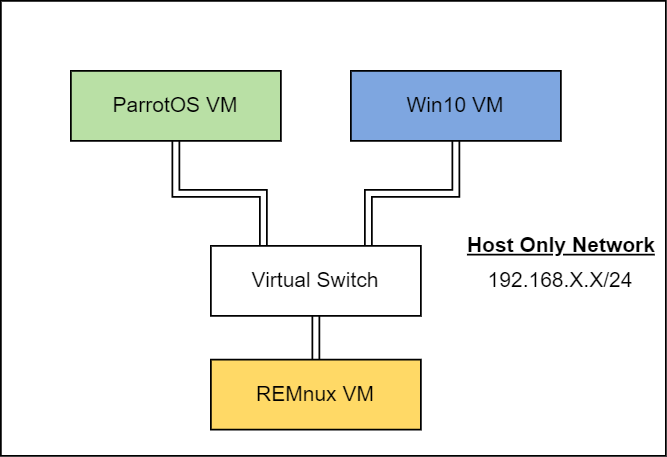 ParrotOS VM
Win10 VM
Host Only Network
192.168.X.X/24
Virtual Switch
REMnux VM